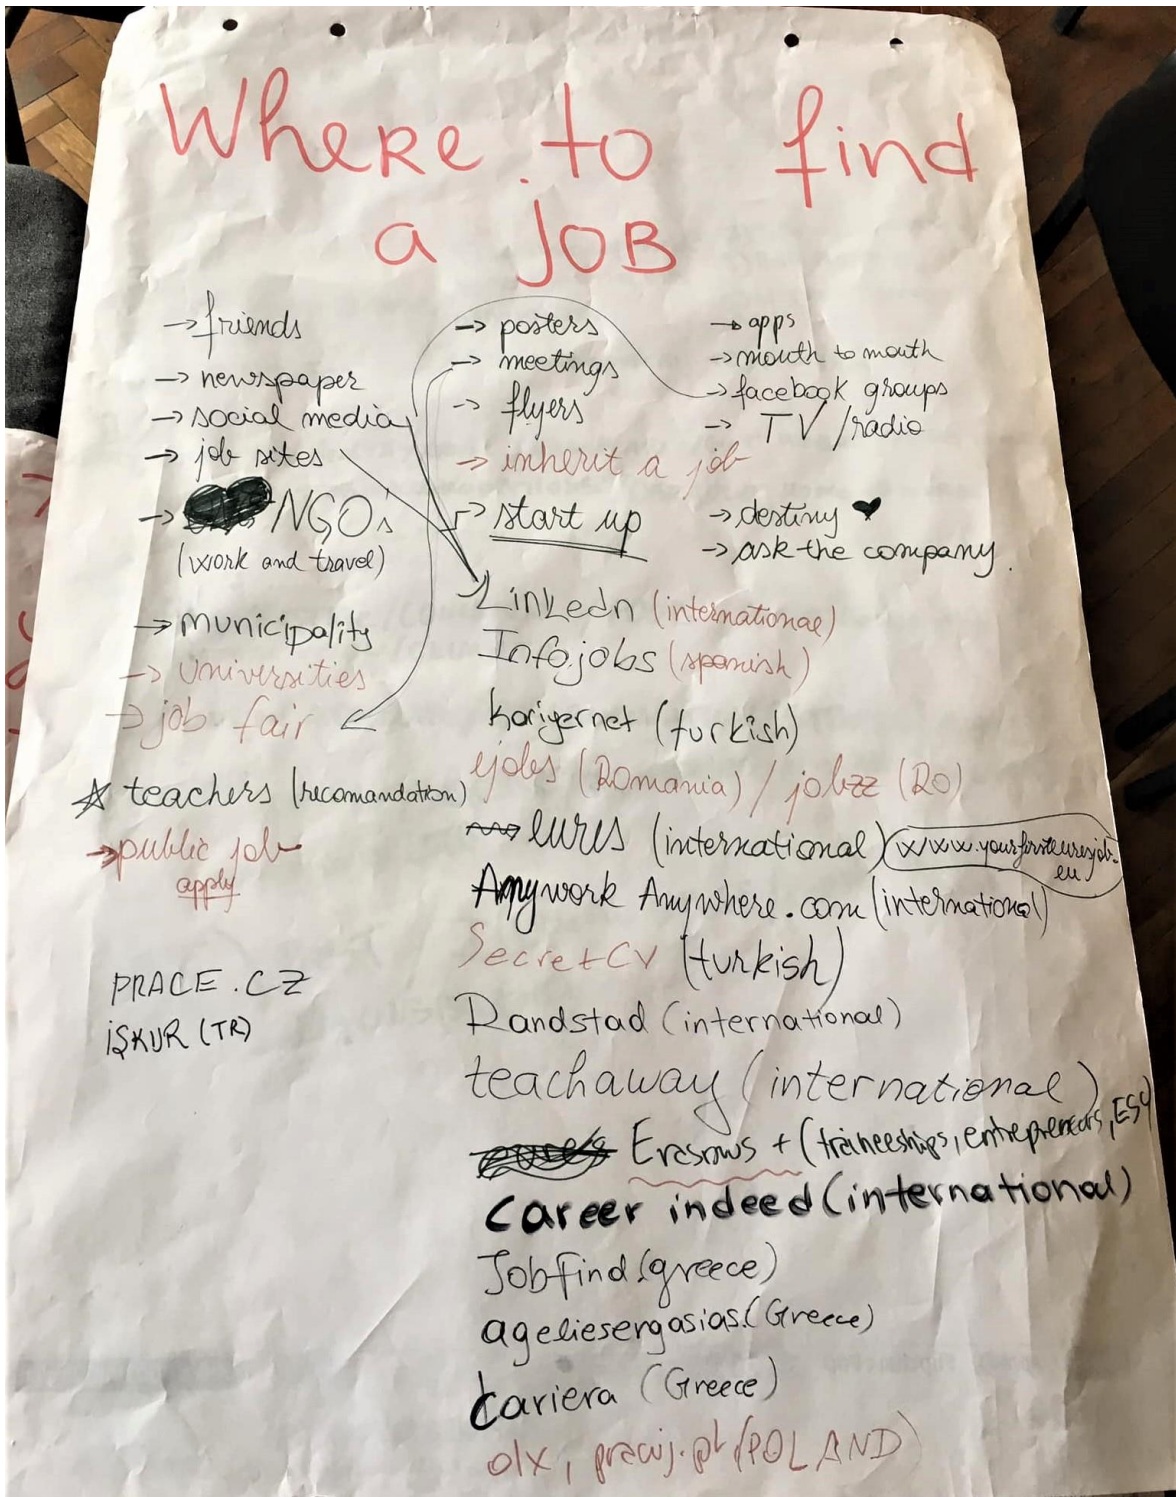 Where to find
a JOB
→ friends
→ newspaper
→ social media
→ job sites
→ NGO's
(work and travel)
→ municipality
→ Universities
→ job fair
☆ teachers (recomandation)
→ public job
apply
PRACE.CZ
İŞKUR (TR)
→ posters
→ meetings
→ flyers
→ inherit a job
→ start up
→ apps
→ mouth to mouth
→ facebook groups
→ TV/radio
→ destiny ♥
→ ask the company.
Linkedn (international)
Infojobs (spanish)
kariyernet (turkish)
ejobs (Romania) / jobzz (RO)
eures (international) www.yourfirsteuresjob.
eu
Anywork Anywhere.com (international)
SecretCV (turkish)
Randstad (international)
teachaway (international)
Erasmus + (traineeships, entrepreneurs, ESC)
career indeed (international)
Jobfind (greece)
ageliesergasias (Greece)
kariera (Greece)
olx, pracuj.pl (POLAND)